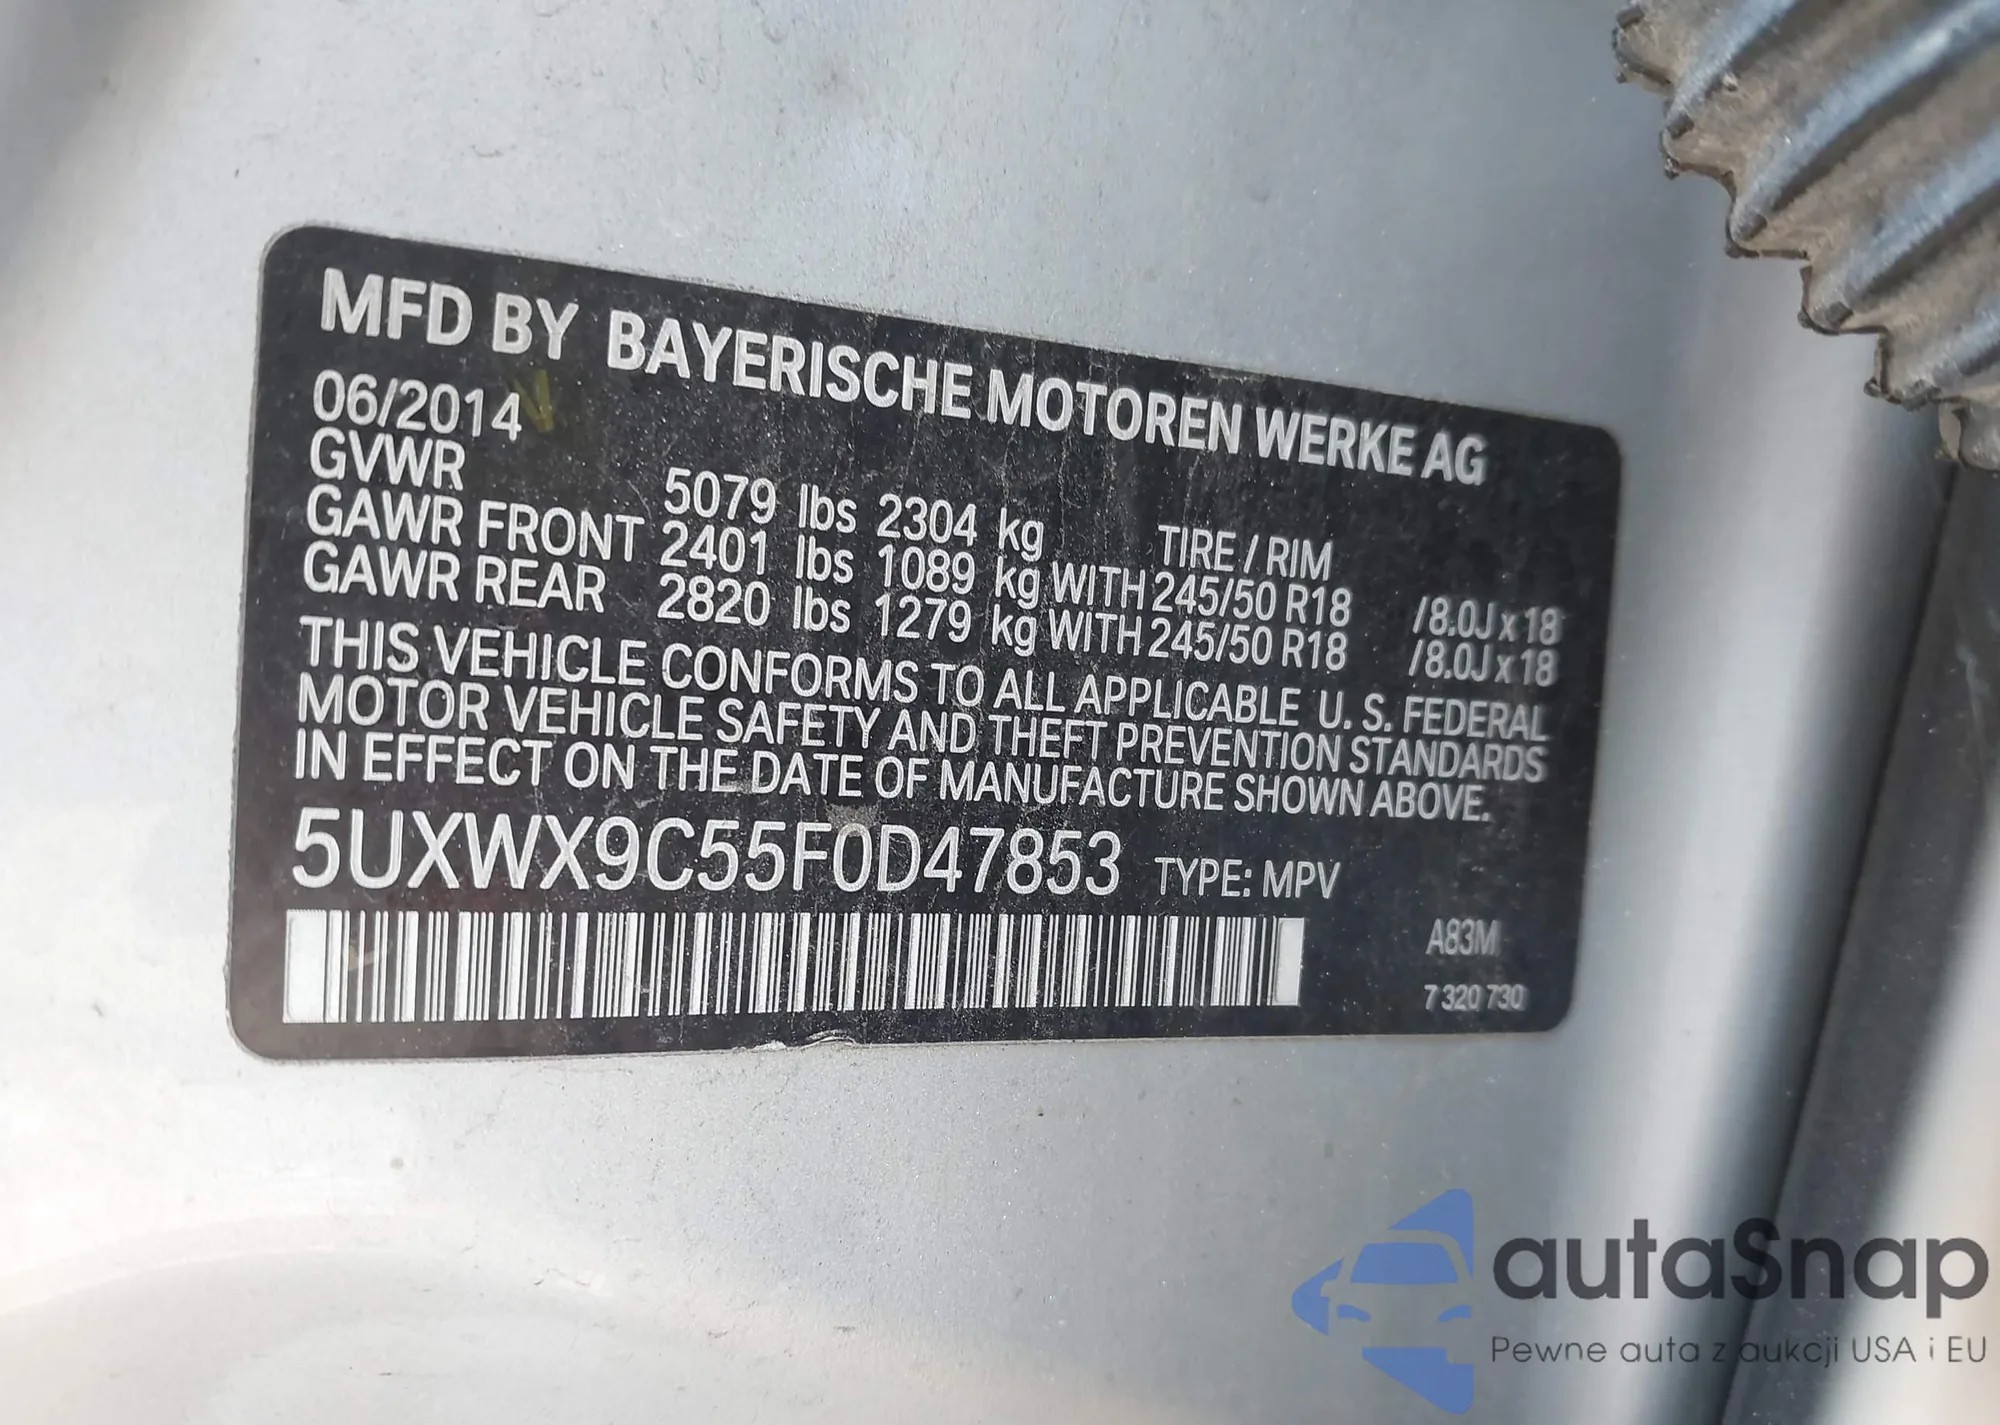 MFD BY BAYERISCHE MOTOREN WERKE AG
06/2014
GVWR 5079 lbs 2304 kg TIRE / RIM
GAWR FRONT 2401 lbs 1089 kg WITH 245/50 R18 /8.0J x 18
GAWR REAR 2820 lbs 1279 kg WITH 245/50 R18 /8.0J x 18
THIS VEHICLE CONFORMS TO ALL APPLICABLE U. S. FEDERAL
MOTOR VEHICLE SAFETY AND THEFT PREVENTION STANDARDS
IN EFFECT ON THE DATE OF MANUFACTURE SHOWN ABOVE.
5UXWX9C55F0D47853 TYPE: MPV
A83M
7 320 730
autaSnap
Pewne auta z aukcji USA i EU